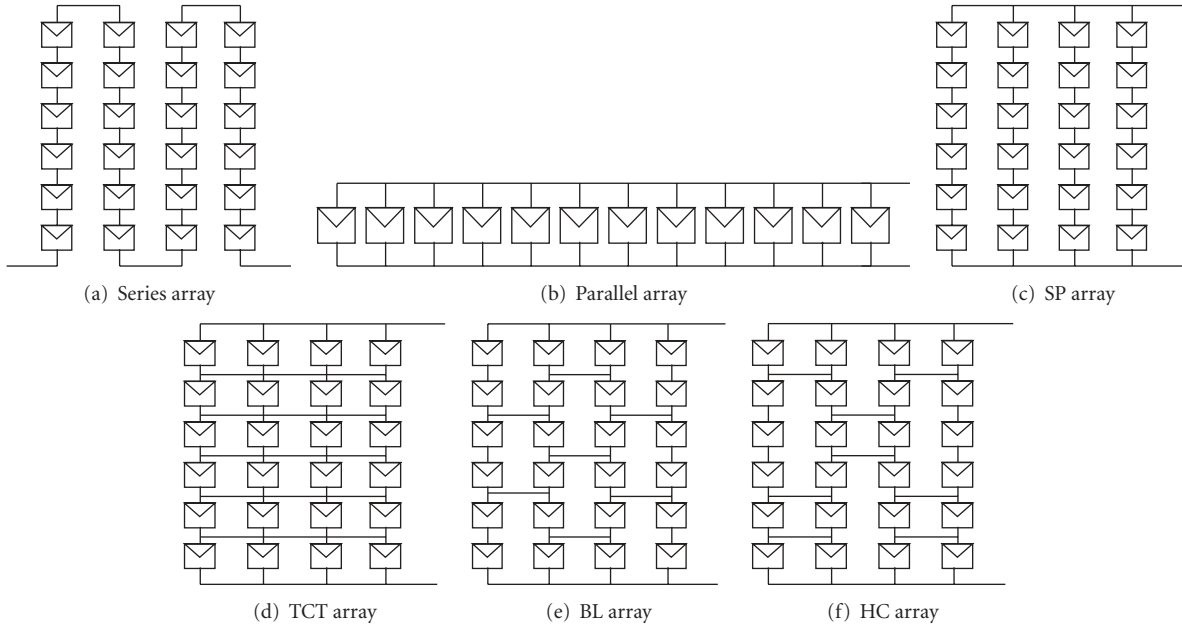 (a) Series array
(b) Parallel array
(c) SP array
(d) TCT array
(e) BL array
(f) HC array